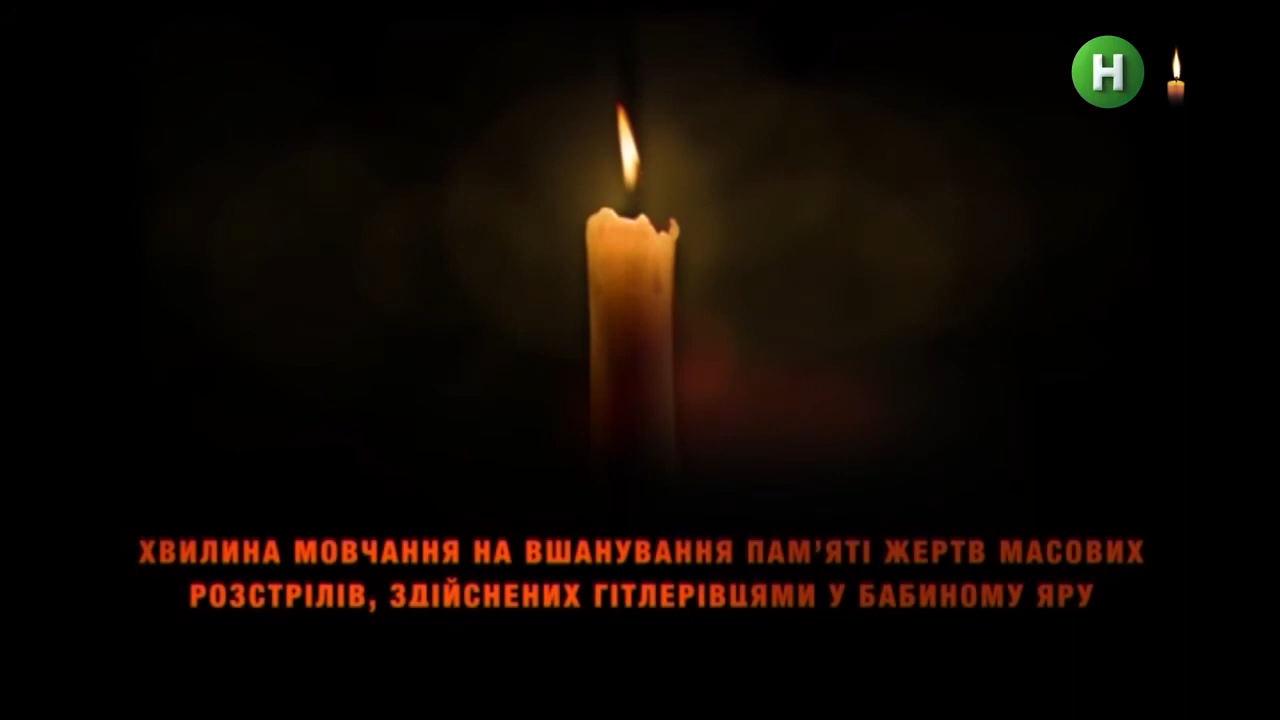 Н
ХВИЛИНА МОВЧАННЯ НА ВШАНУВАННЯ ПАМ’ЯТІ ЖЕРТВ МАСОВИХ
РОЗСТРІЛІВ, ЗДІЙСНЕНИХ ГІТЛЕРІВЦЯМИ У БАБИНОМУ ЯРУ